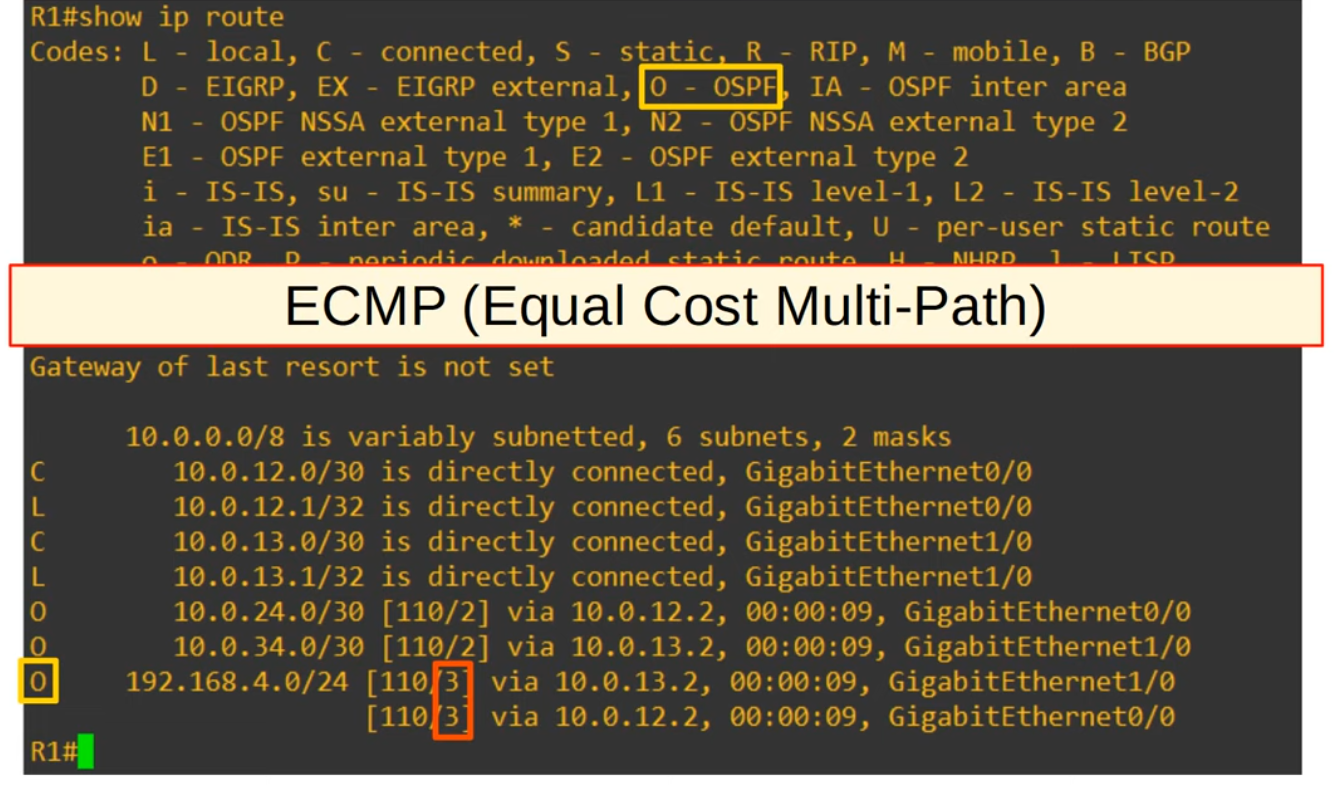 R1#show ip route
Codes: L - local, C - connected, S - static, R - RIP, M - mobile, B - BGP
D - EIGRP, EX - EIGRP external, O - OSPF, IA - OSPF inter area
N1 - OSPF NSSA external type 1, N2 - OSPF NSSA external type 2
E1 - OSPF external type 1, E2 - OSPF external type 2
i - IS-IS, su - IS-IS summary, L1 - IS-IS level-1, L2 - IS-IS level-2
ia - IS-IS inter area, * - candidate default, U - per-user static route
o - ODR, P - periodic downloaded static route, H - NHRP, l - LISP
ECMP (Equal Cost Multi-Path)
Gateway of last resort is not set
10.0.0.0/8 is variably subnetted, 6 subnets, 2 masks
C 10.0.12.0/30 is directly connected, GigabitEthernet0/0
L 10.0.12.1/32 is directly connected, GigabitEthernet0/0
C 10.0.13.0/30 is directly connected, GigabitEthernet1/0
L 10.0.13.1/32 is directly connected, GigabitEthernet1/0
O 10.0.24.0/30 [110/2] via 10.0.12.2, 00:00:09, GigabitEthernet0/0
O 10.0.34.0/30 [110/2] via 10.0.13.2, 00:00:09, GigabitEthernet1/0
O 192.168.4.0/24 [110/3] via 10.0.13.2, 00:00:09, GigabitEthernet1/0
[110/3] via 10.0.12.2, 00:00:09, GigabitEthernet0/0
R1#